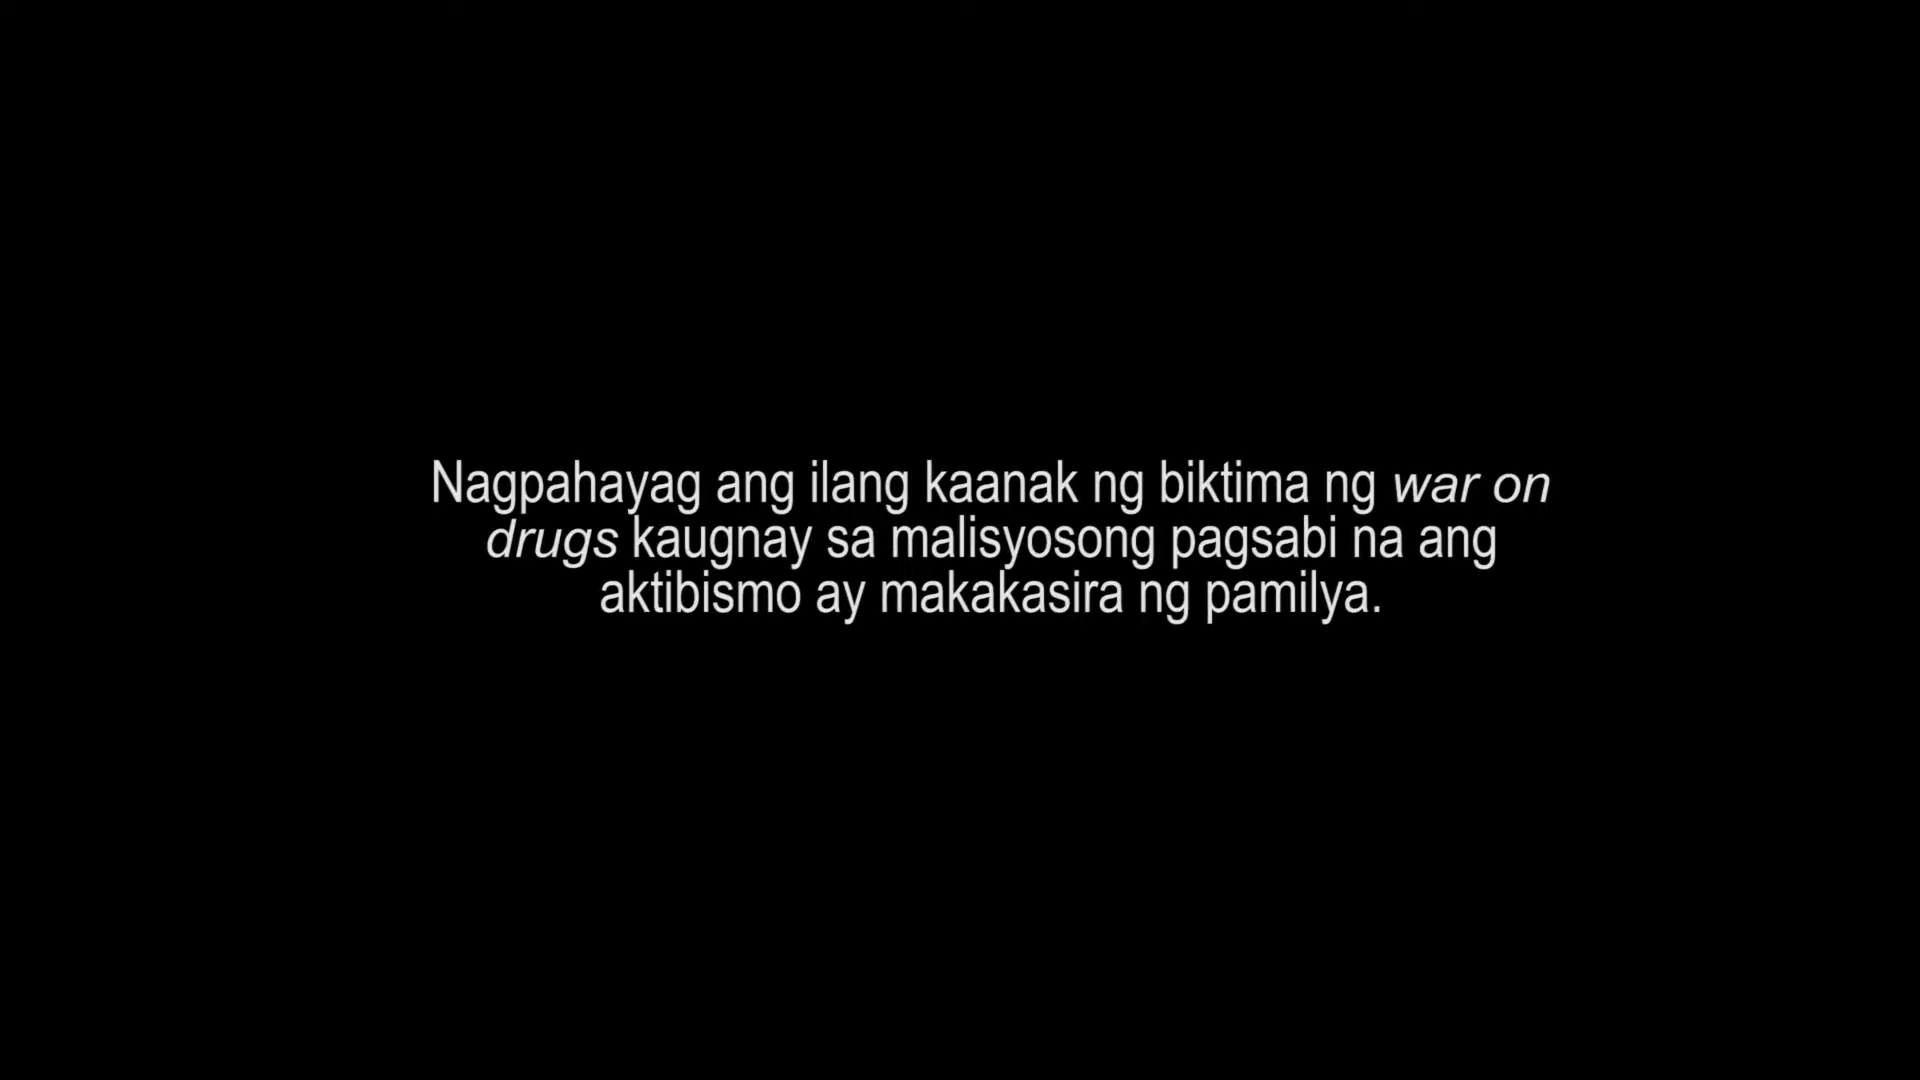 Nagpahayag ang ilang kaanak ng biktima ng war on
drugs kaugnay sa malisyosong pagsabi na ang
aktibismo ay makakasira ng pamilya.